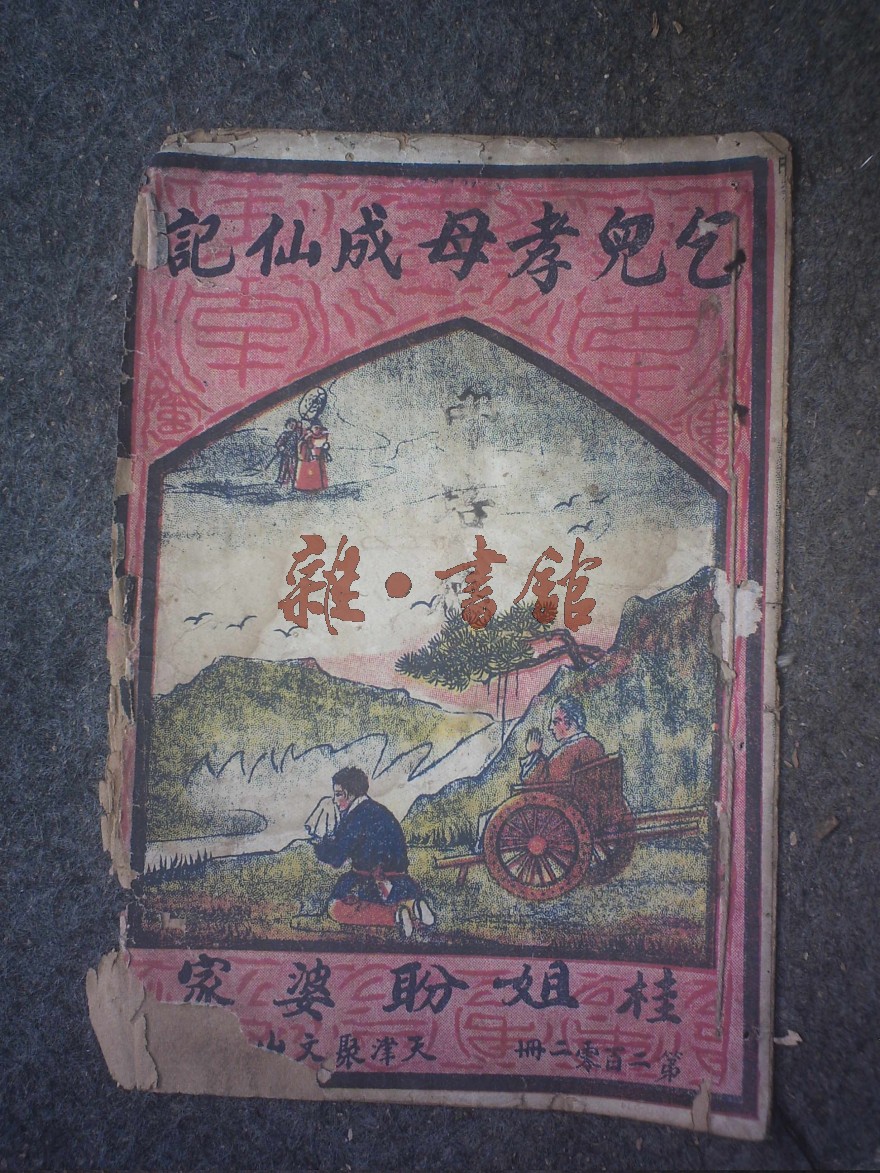 乞兒孝母成仙記
雜·書館
桂姐盼婆家
第二百零二冊
天津聚文山